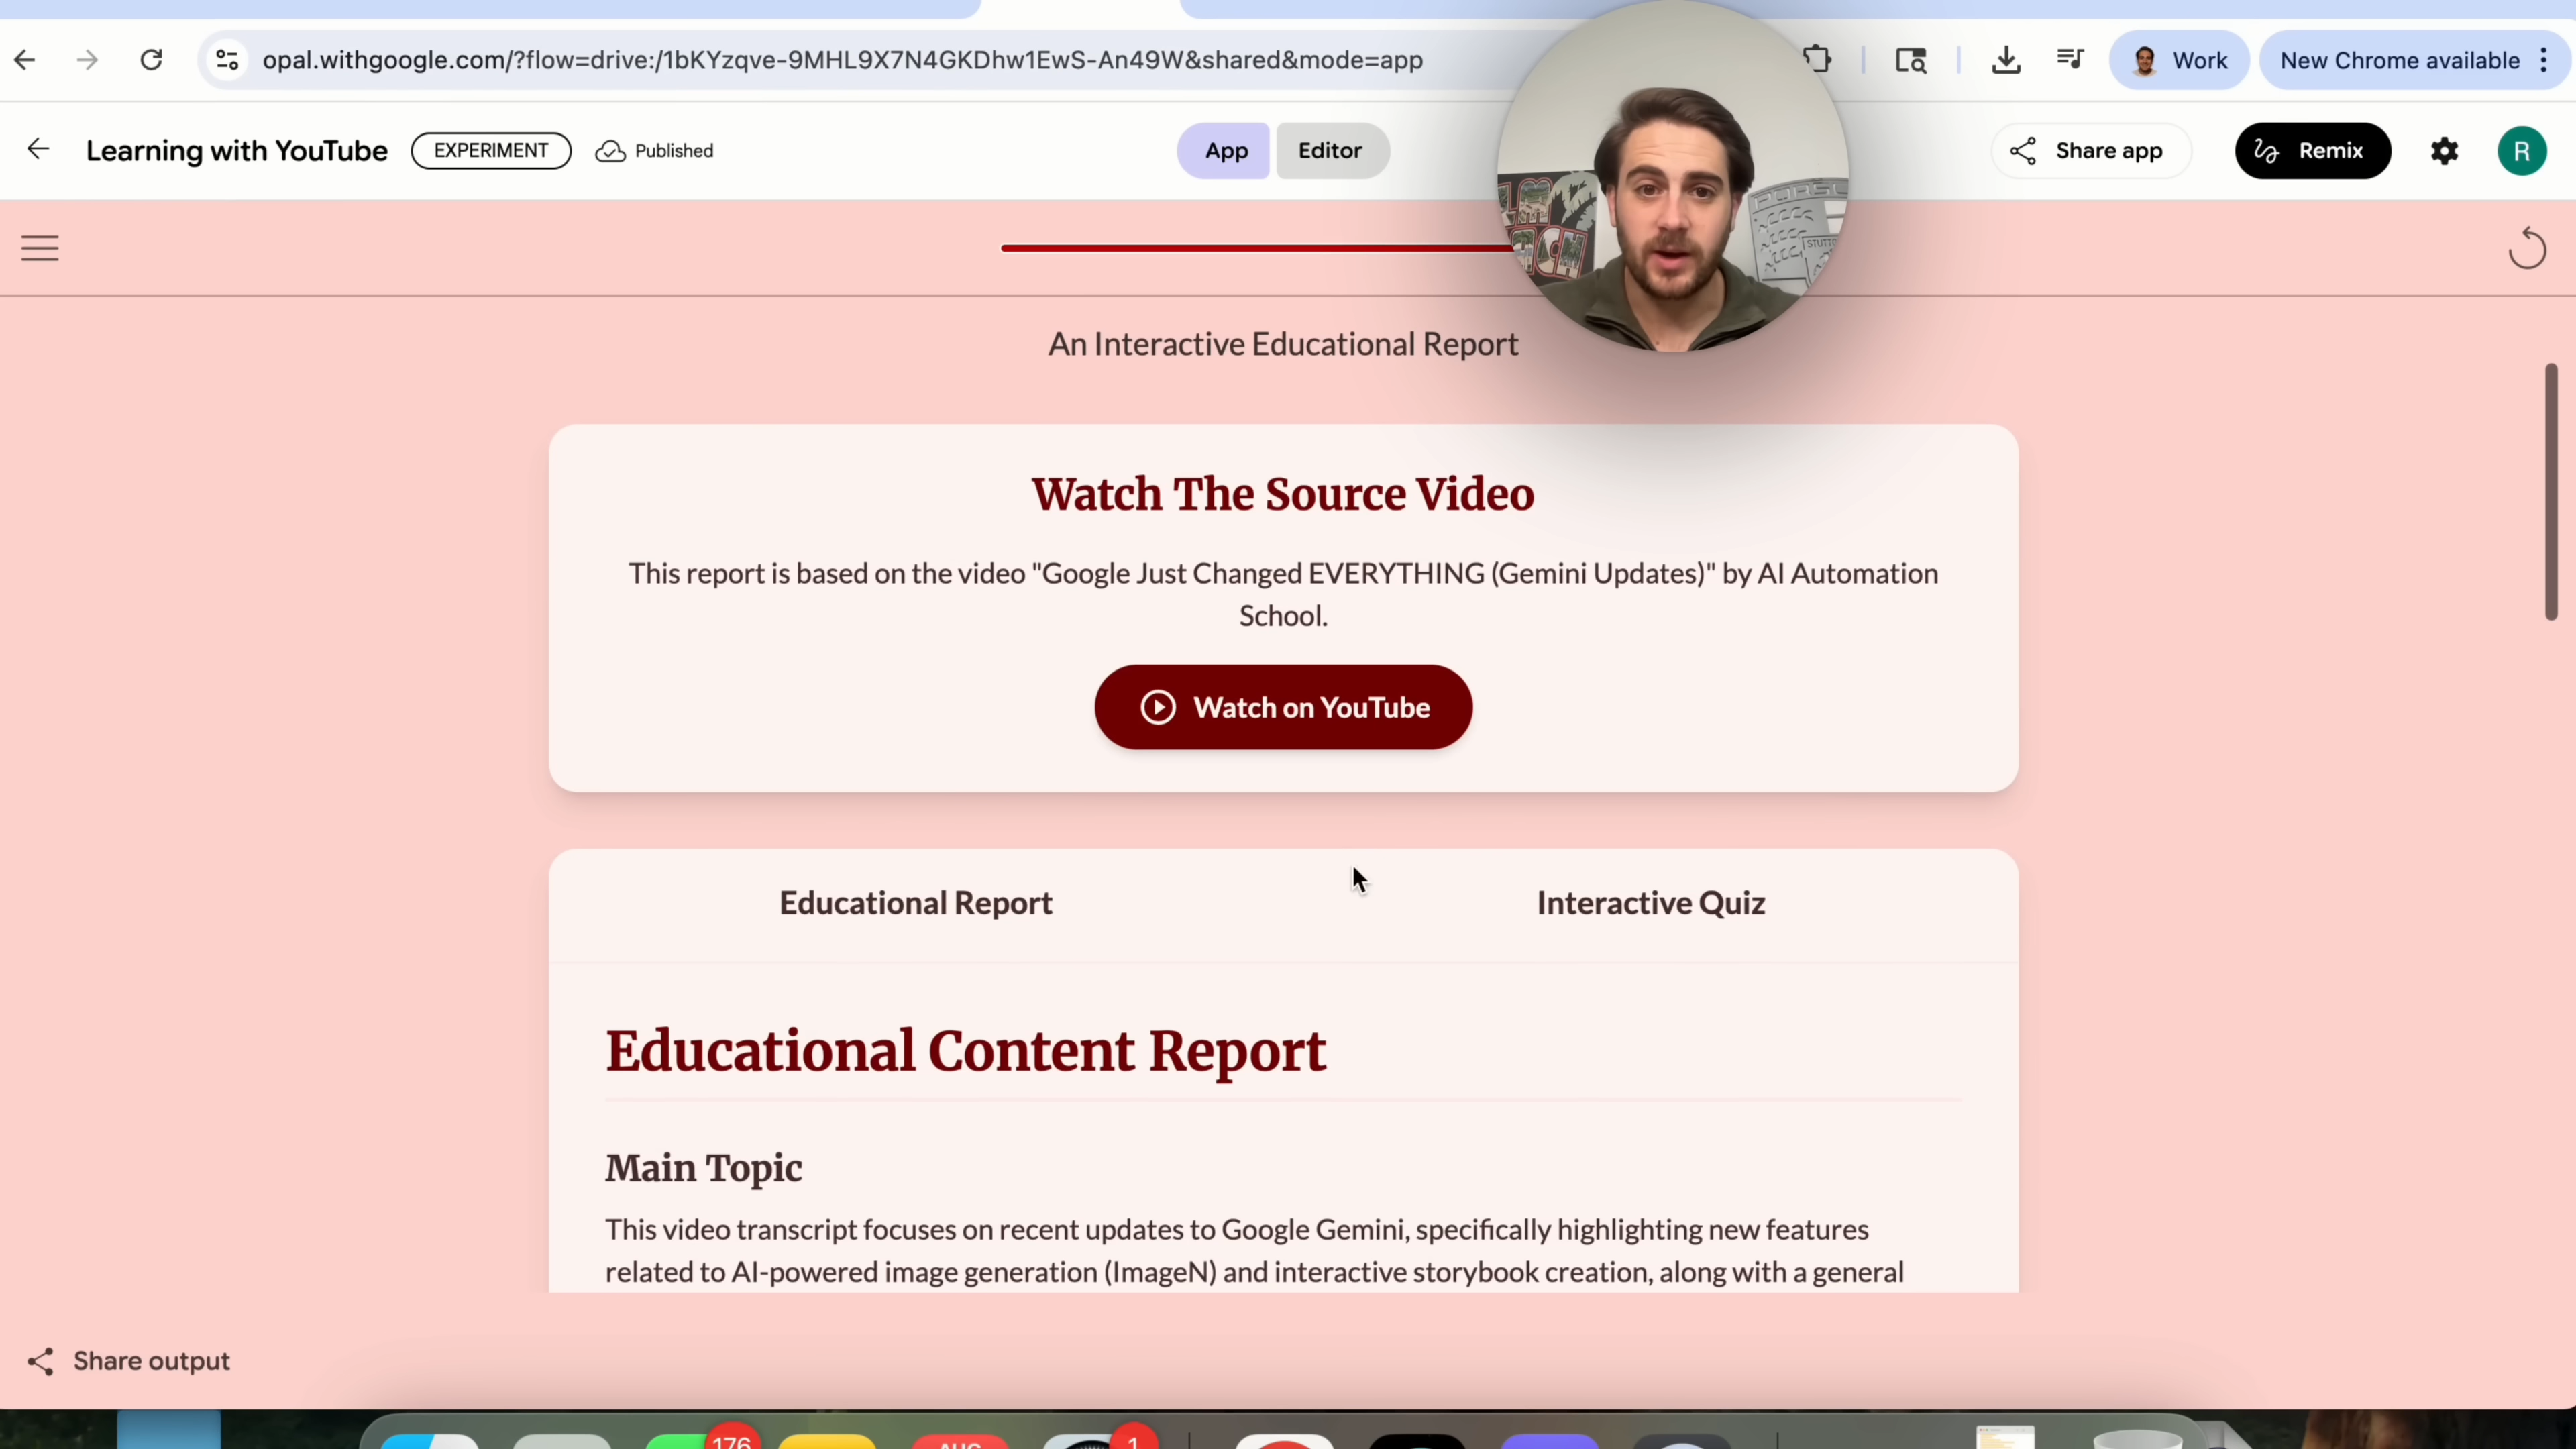 opal.withgoogle.com/?flow=drive:/1bKYzqve-9MHL9X7N4GKDhw1EwS-An49W&shared&mode=app
Work
New Chrome available
Learning with YouTube
EXPERIMENT
Published
App
Editor
Share app
Remix
R
An Interactive Educational Report
Watch The Source Video
This report is based on the video "Google Just Changed EVERYTHING (Gemini Updates)" by AI Automation
School.
Watch on YouTube
Educational Report
Interactive Quiz
Educational Content Report
Main Topic
This video transcript focuses on recent updates to Google Gemini, specifically highlighting new features
related to AI-powered image generation (ImageN) and interactive storybook creation, along with a general
Share output
176
AUG
1